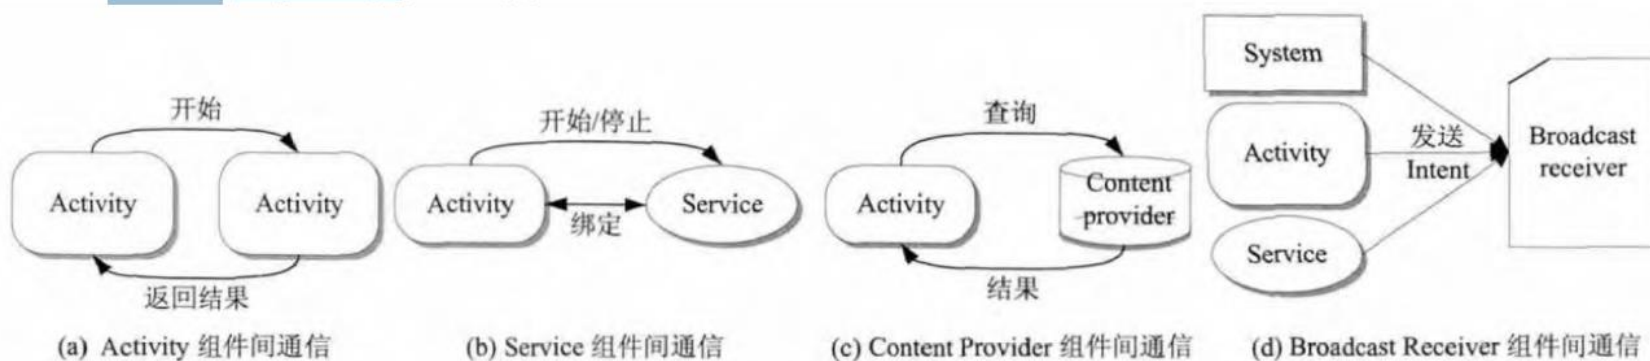 开始
Activity
Activity
返回结果
(a) Activity 组件间通信
开始/停止
Activity
绑定
Service
(b) Service 组件间通信
查询
Activity
Content
provider
结果
(c) Content Provider 组件间通信
System
Activity
Service
发送
Intent
Broadcast
receiver
(d) Broadcast Receiver 组件间通信